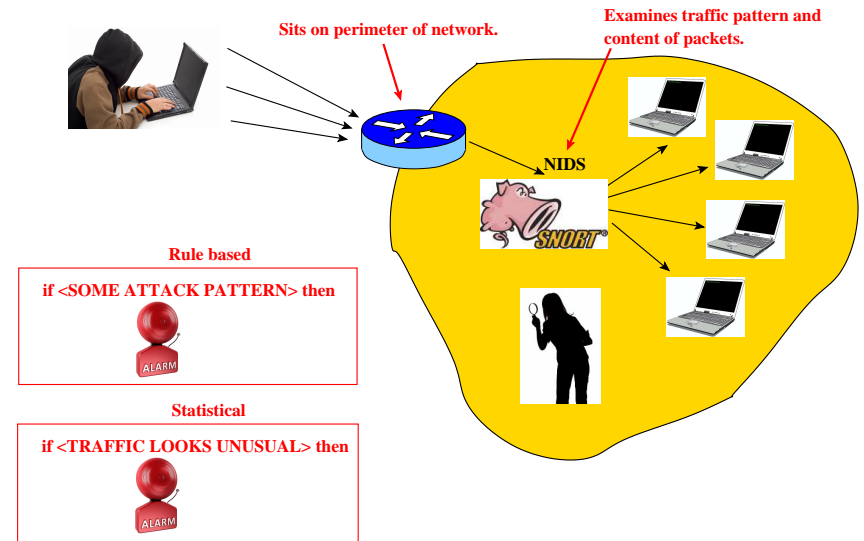 Sits on perimeter of network.
Examines traffic pattern and
content of packets.
NIDS
SNORT®
Rule based
if <SOME ATTACK PATTERN> then
ALARM
Statistical
if <TRAFFIC LOOKS UNUSUAL> then
ALARM